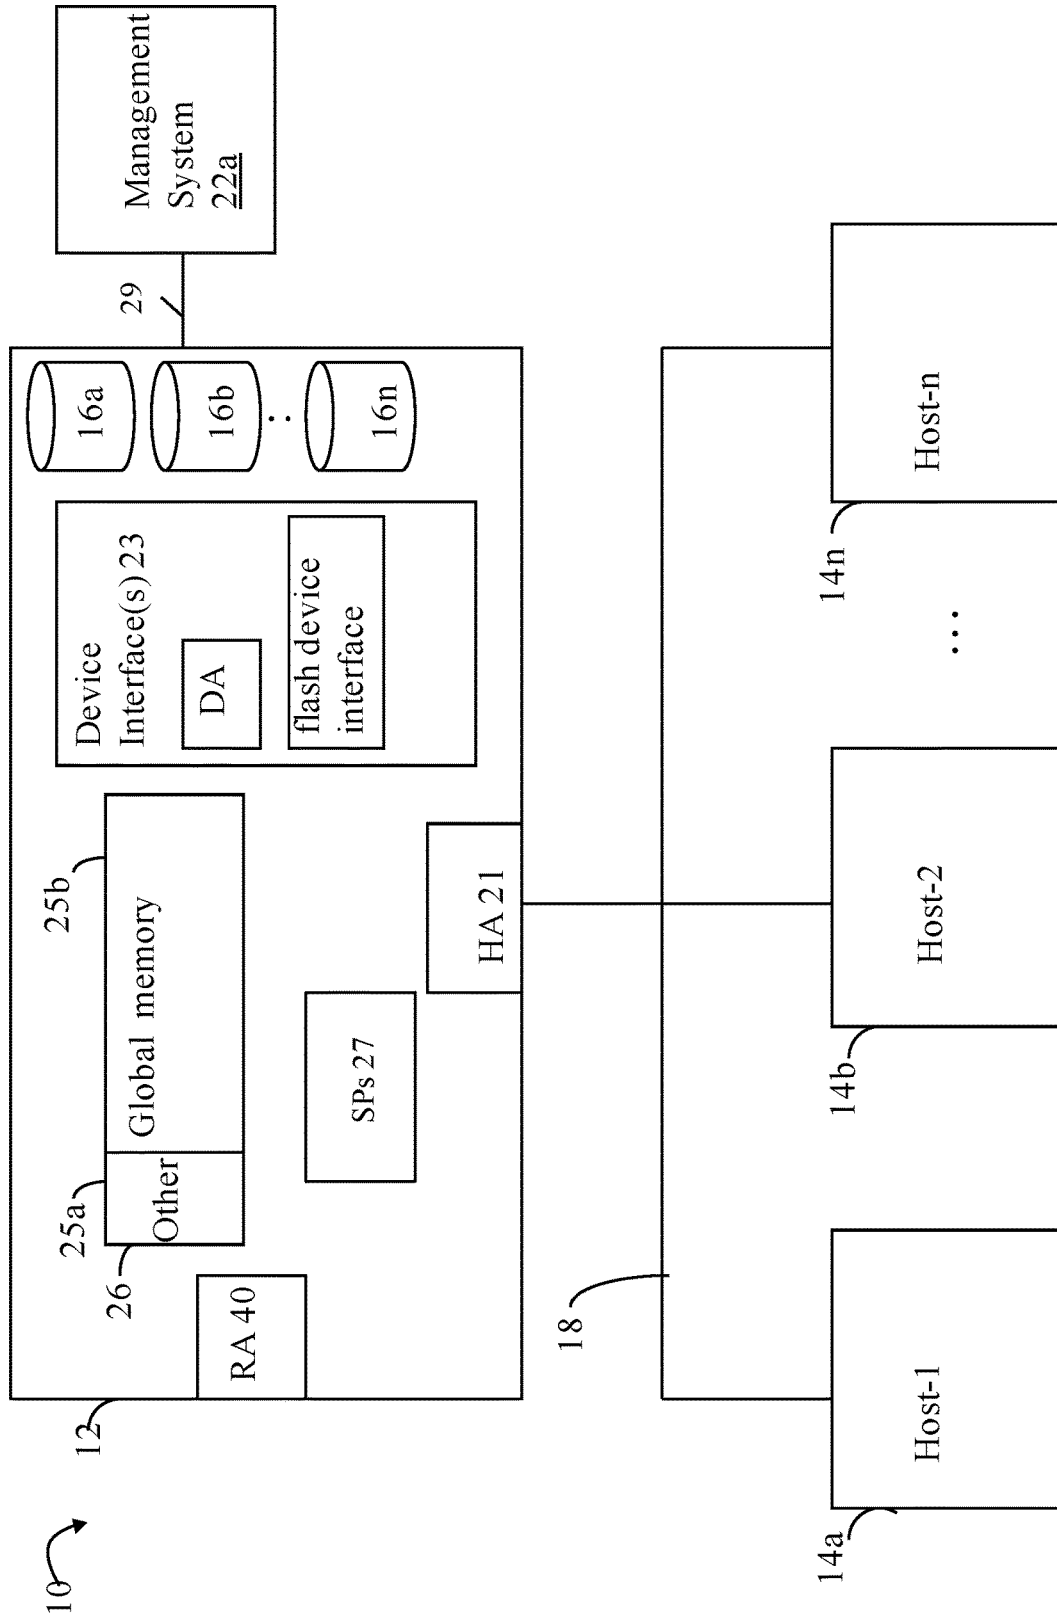 10
12
RA 40
26
25a
Other
25b
Global memory
SPs 27
HA 21
Device
Interface(s) 23
DA
flash device
interface
16a
16b
:
16n
29
Management
System
22a
18
14a
Host-1
14b
Host-2
...
14n
Host-n